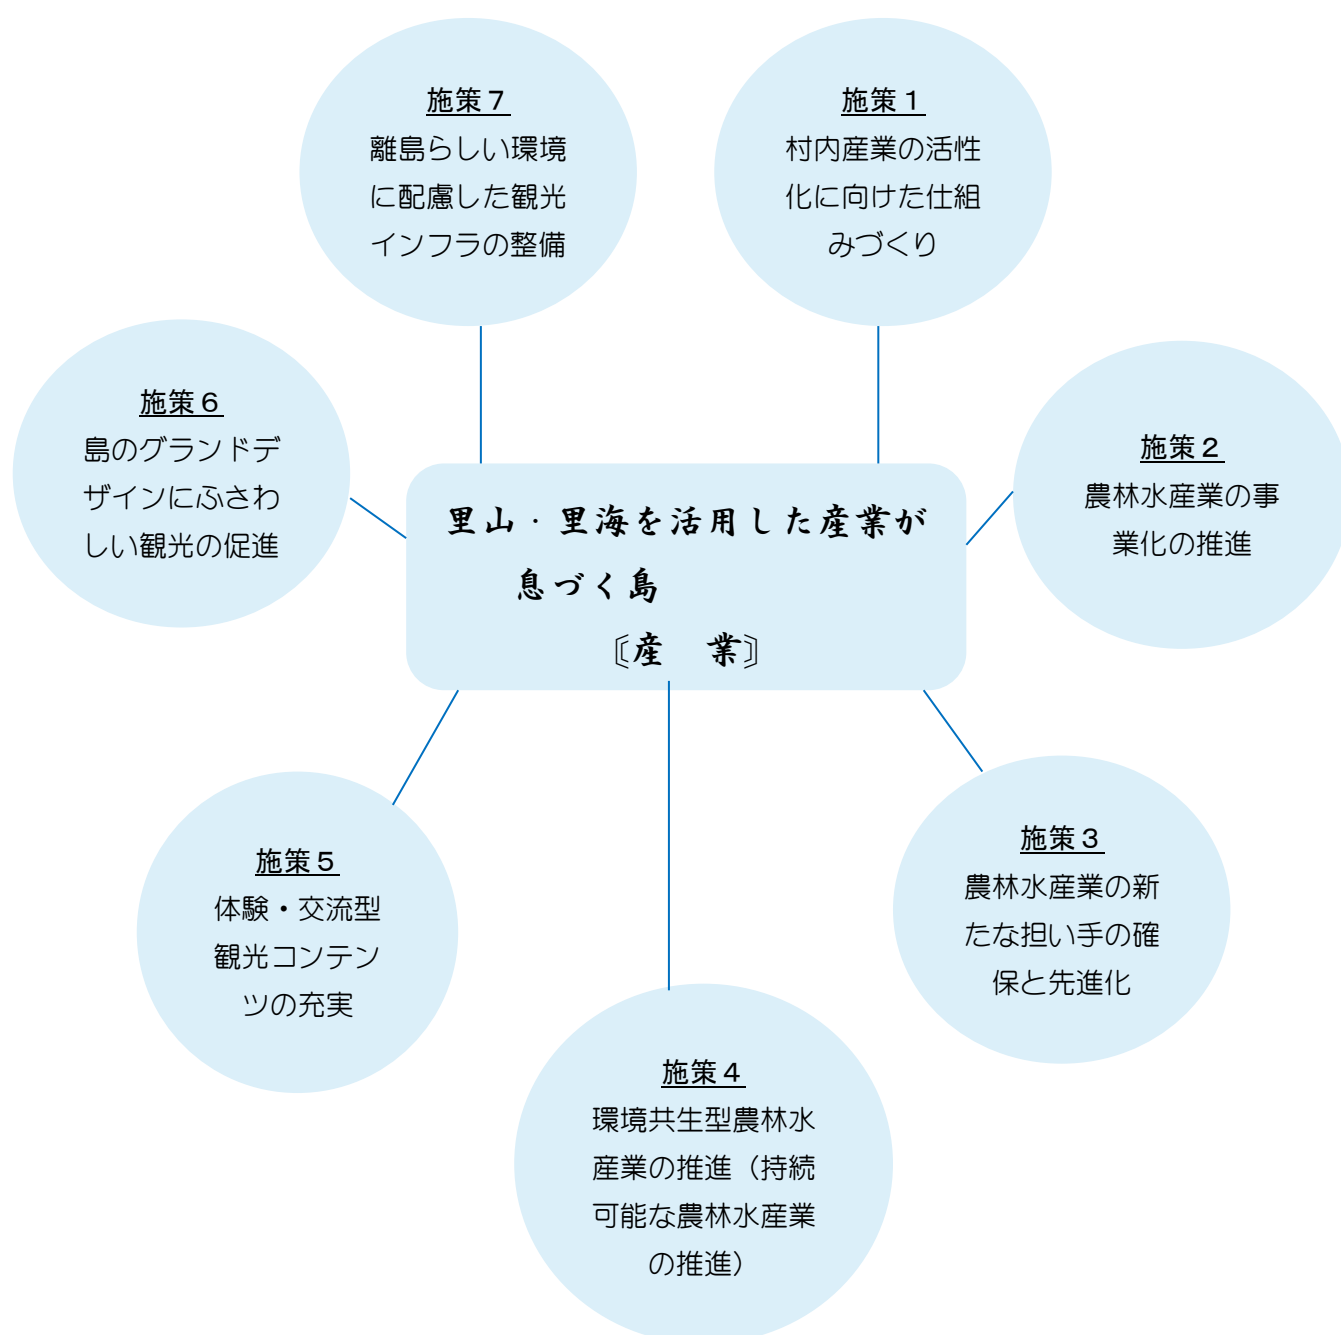 里山・里海を活用した産業が
息づく島
〖産　業〗
施策１
村内産業の活性
化に向けた仕組
みづくり
施策２
農林水産業の事
業化の推進
施策３
農林水産業の新
たな担い手の確
保と先進化
施策４
環境共生型農林水
産業の推進（持続
可能な農林水産業
の推進）
施策５
体験・交流型
観光コンテン
ツの充実
施策６
島のグランドデ
ザインにふさわ
しい観光の促進
施策７
離島らしい環境
に配慮した観光
インフラの整備